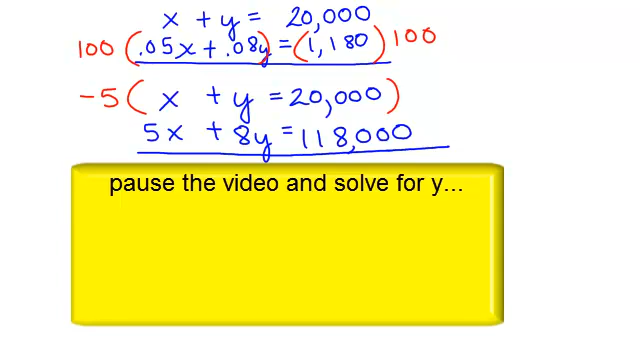 x + y = 20,000
100 (.05x + .08y = (1,180) 100
-5 ( x + y = 20,000 )
5x + 8y = 118,000
pause the video and solve for y...